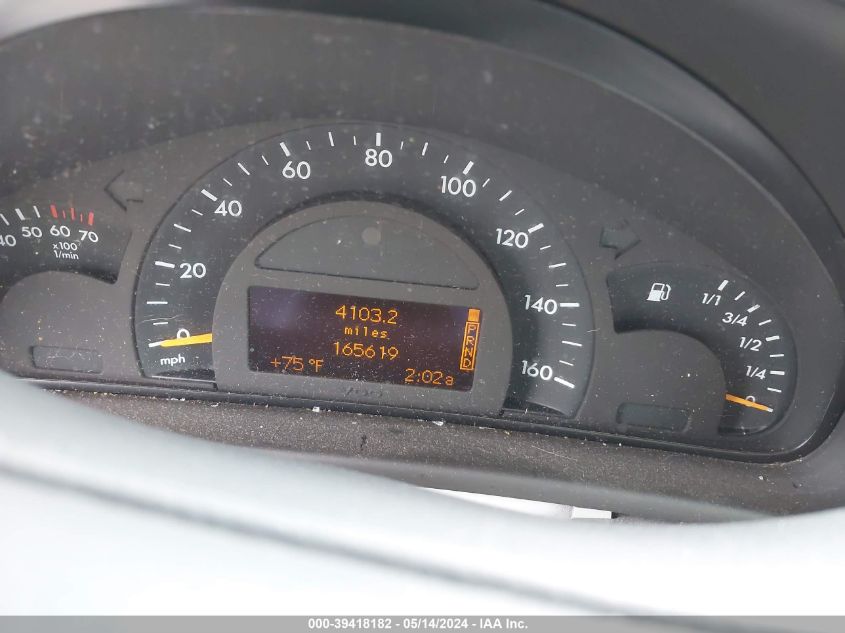 40 50 60 70
x100
1/min
0 20 40 60 80 100 120 140 160
mph
4103.2
miles
165619
+75 °F
2:02a
P
R
N
D
1/1
3/4
1/2
1/4
0
000-39418182 - 05/14/2024 - IAA Inc.